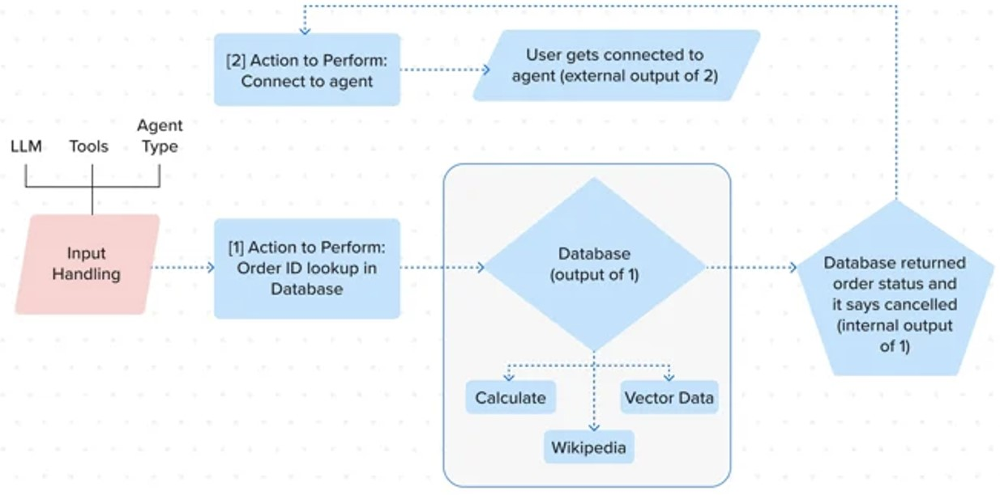 [2] Action to Perform:
Connect to agent
User gets connected to
agent (external output of 2)
LLM
Tools
Agent
Type
Input
Handling
[1] Action to Perform:
Order ID lookup in
Database
Database
(output of 1)
Calculate
Vector Data
Wikipedia
Database returned
order status and
it says cancelled
(internal output
of 1)